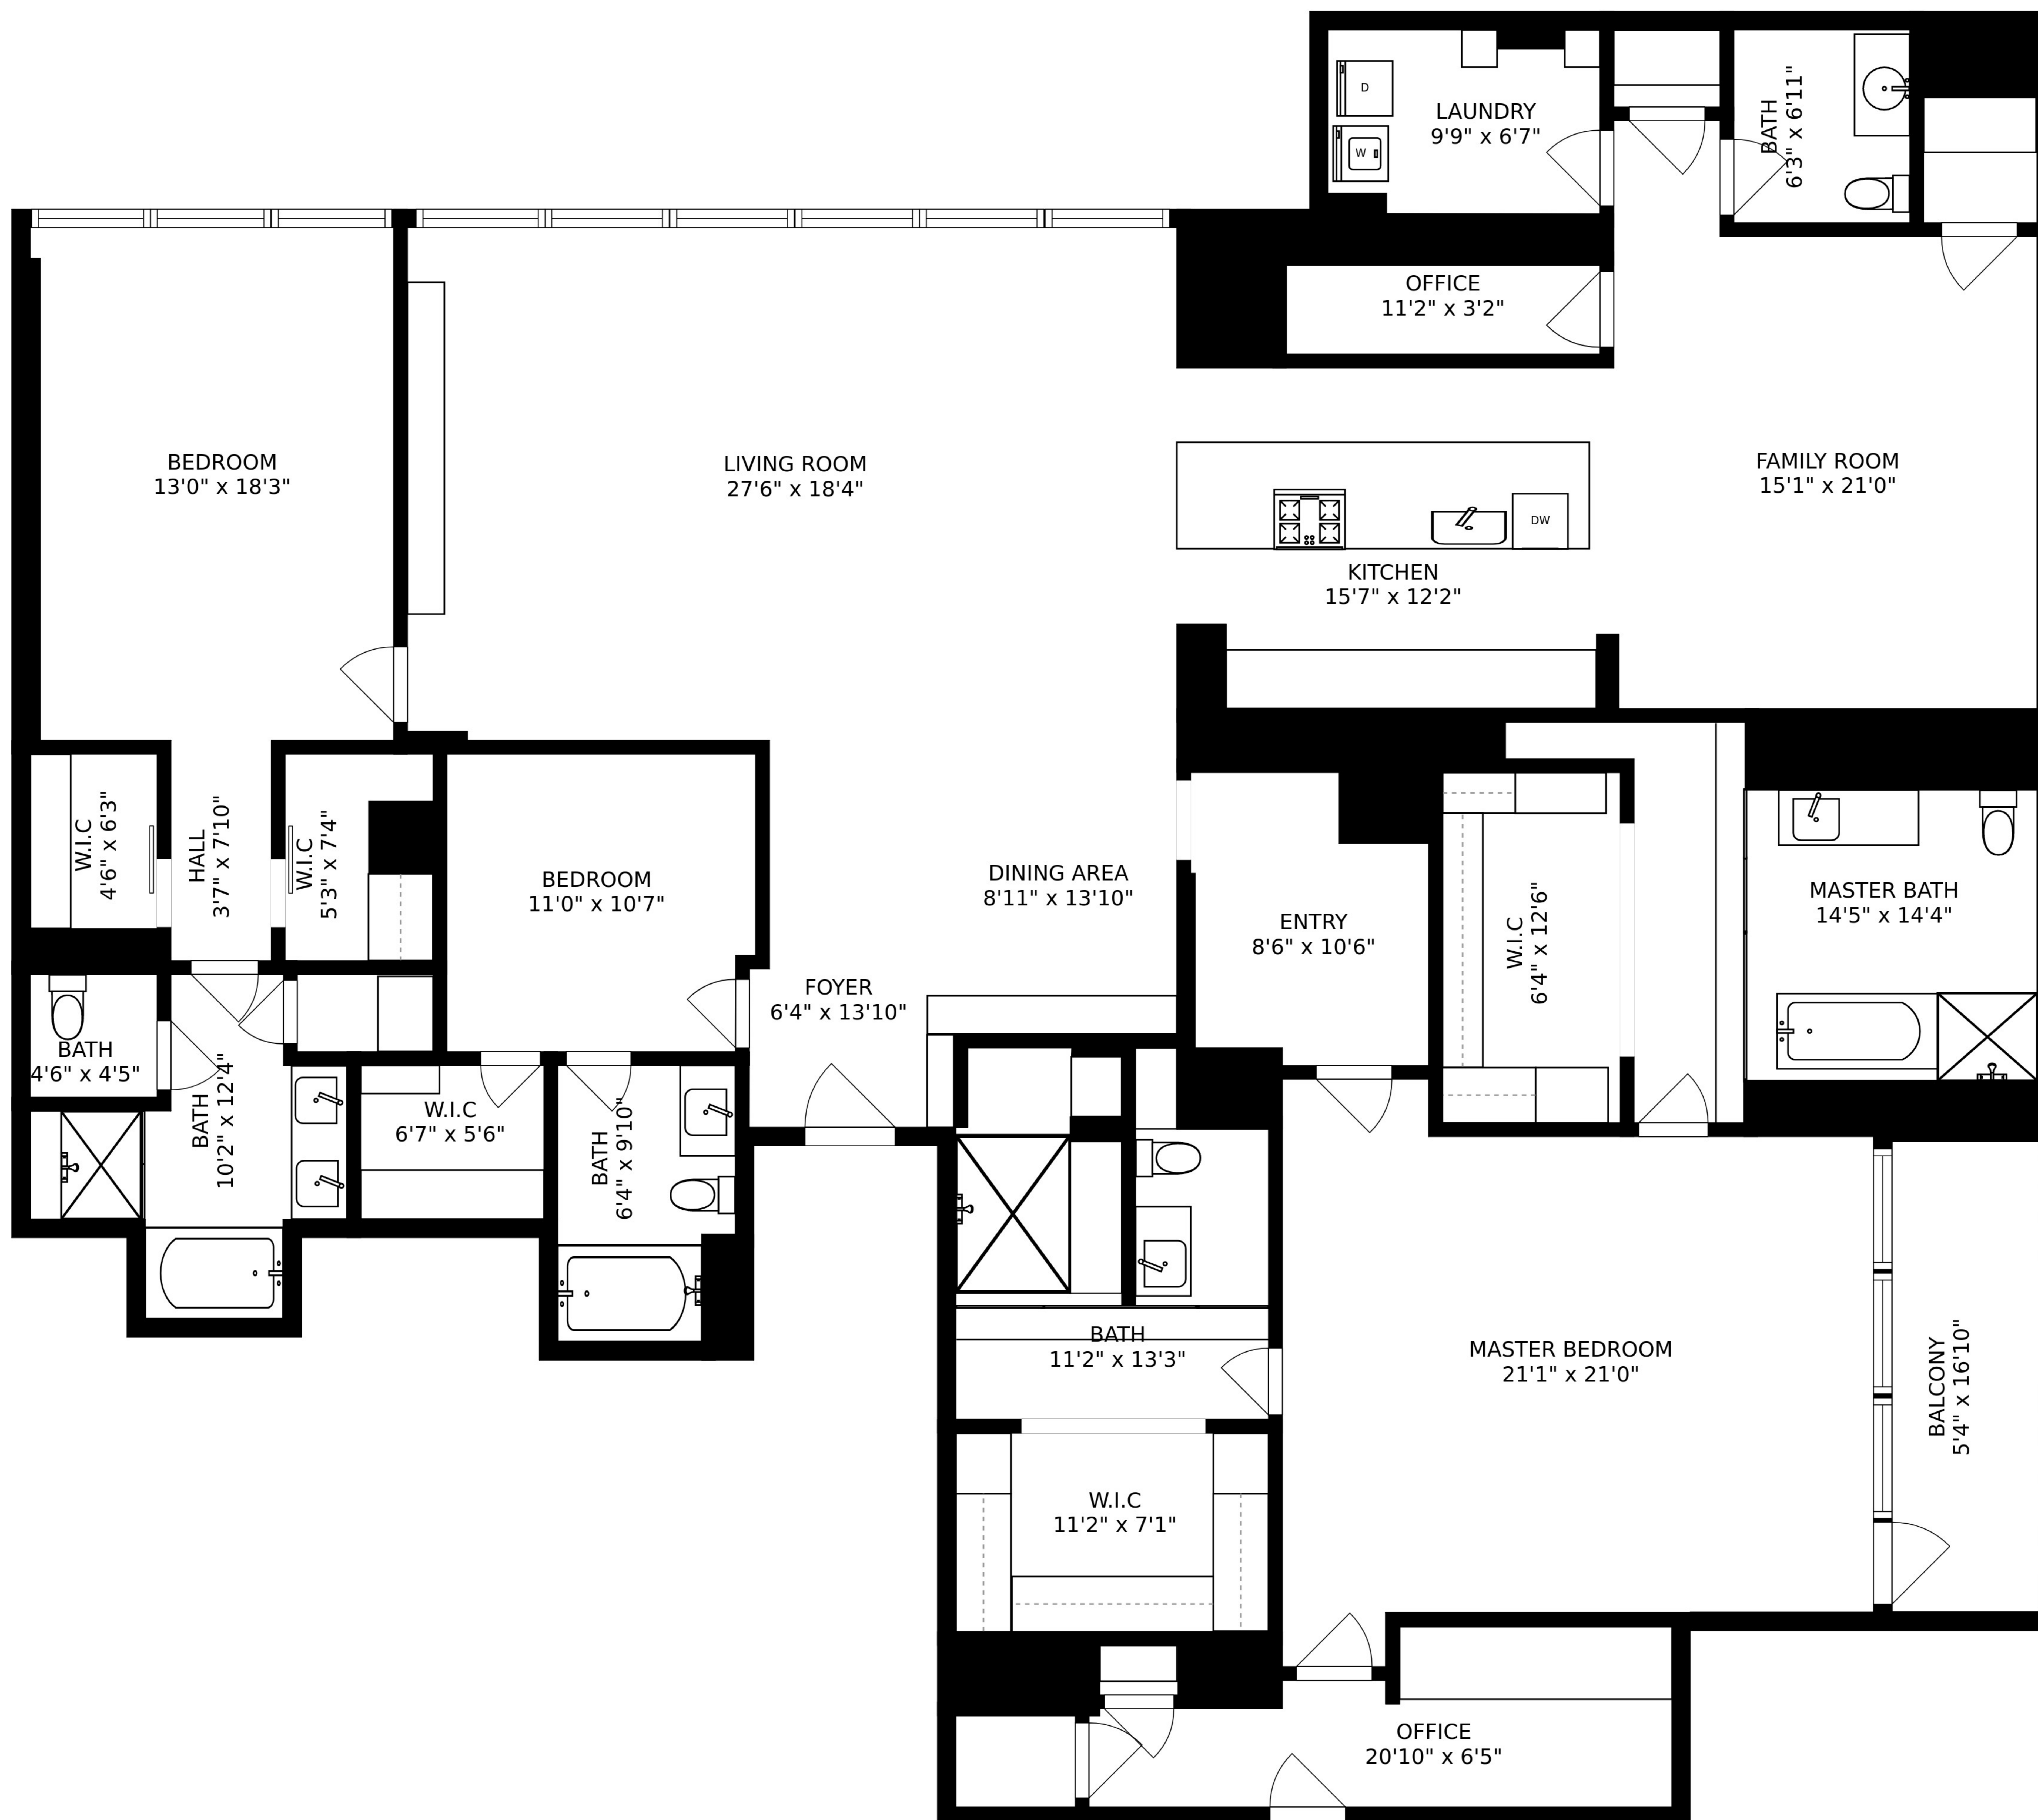 LAUNDRY
9'9" x 6'7"
D
W
BATH
6'3" x 6'11"
OFFICE
11'2" x 3'2"
BEDROOM
13'0" x 18'3"
LIVING ROOM
27'6" x 18'4"
FAMILY ROOM
15'1" x 21'0"
DW
KITCHEN
15'7" x 12'2"
W.I.C
4'6" x 6'3"
HALL
3'7" x 7'10"
W.I.C
5'3" x 7'4"
BEDROOM
11'0" x 10'7"
DINING AREA
8'11" x 13'10"
ENTRY
8'6" x 10'6"
W.I.C
6'4" x 12'6"
MASTER BATH
14'5" x 14'4"
FOYER
6'4" x 13'10"
BATH
4'6" x 4'5"
BATH
10'2" x 12'4"
W.I.C
6'7" x 5'6"
BATH
6'4" x 9'10"
BATH
11'2" x 13'3"
MASTER BEDROOM
21'1" x 21'0"
BALCONY
5'4" x 16'10"
W.I.C
11'2" x 7'1"
OFFICE
20'10" x 6'5"